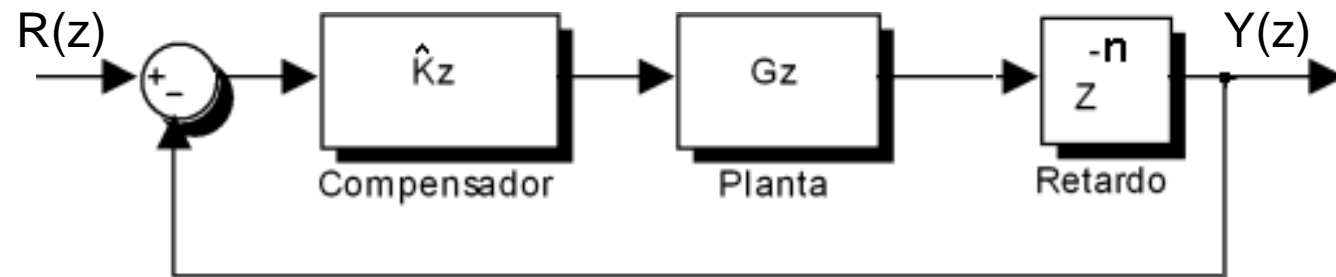 R(z)
+
−
K̂z
Compensador
Gz
Planta
Z⁻ⁿ
Retardo
Y(z)